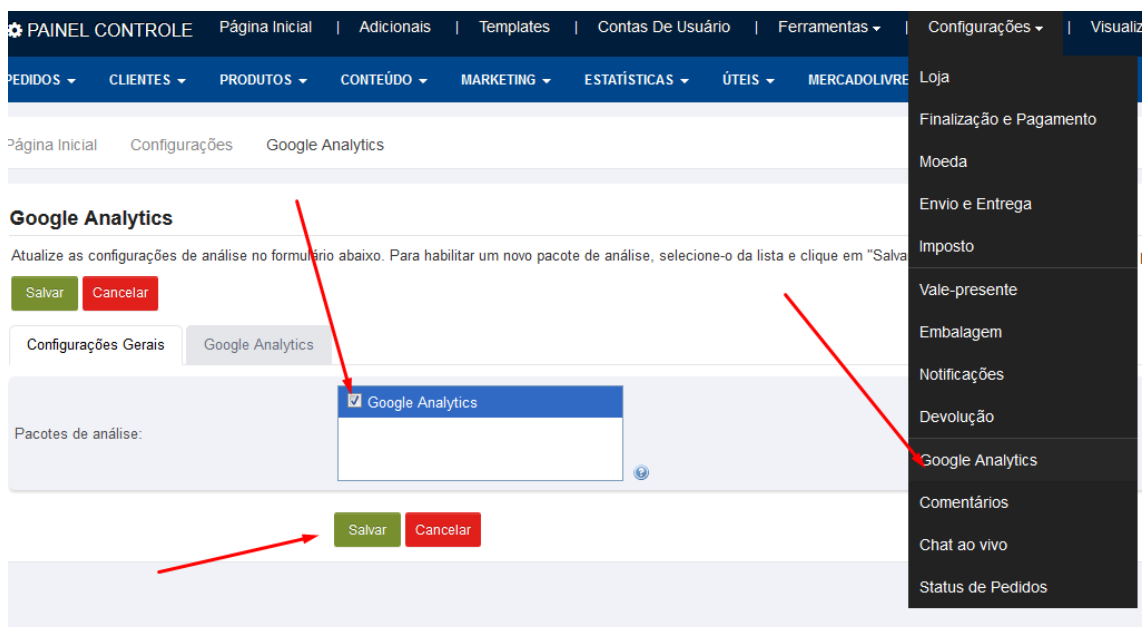 PAINEL CONTROLE Página Inicial | Adicionais | Templates | Contas De Usuário | Ferramentas | Configurações | Visualiz
PEDIDOS CLIENTES PRODUTOS CONTEÚDO MARKETING ESTATÍSTICAS ÚTEIS MERCADOLIVRE
Página Inicial Configurações Google Analytics
Google Analytics
Atualize as configurações de análise no formulário abaixo. Para habilitar um novo pacote de análise, selecione-o da lista e clique em "Salva
Salvar Cancelar
Configurações Gerais Google Analytics
Pacotes de análise:
Google Analytics
Salvar Cancelar
Loja
Finalização e Pagamento
Moeda
Envio e Entrega
Imposto
Vale-presente
Embalagem
Notificações
Devolução
Google Analytics
Comentários
Chat ao vivo
Status de Pedidos